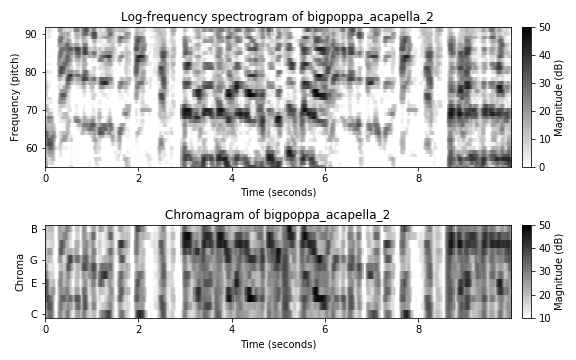 Log-frequency spectrogram of bigpoppa_acapella_2
Frequency (pitch)
90
80
70
60
0
2
4
6
8
Time (seconds)
50
40
30
20
10
0
Magnitude (dB)
Chromagram of bigpoppa_acapella_2
Chroma
B
G
E
C
0
2
4
6
8
Time (seconds)
50
40
30
20
10
Magnitude (dB)